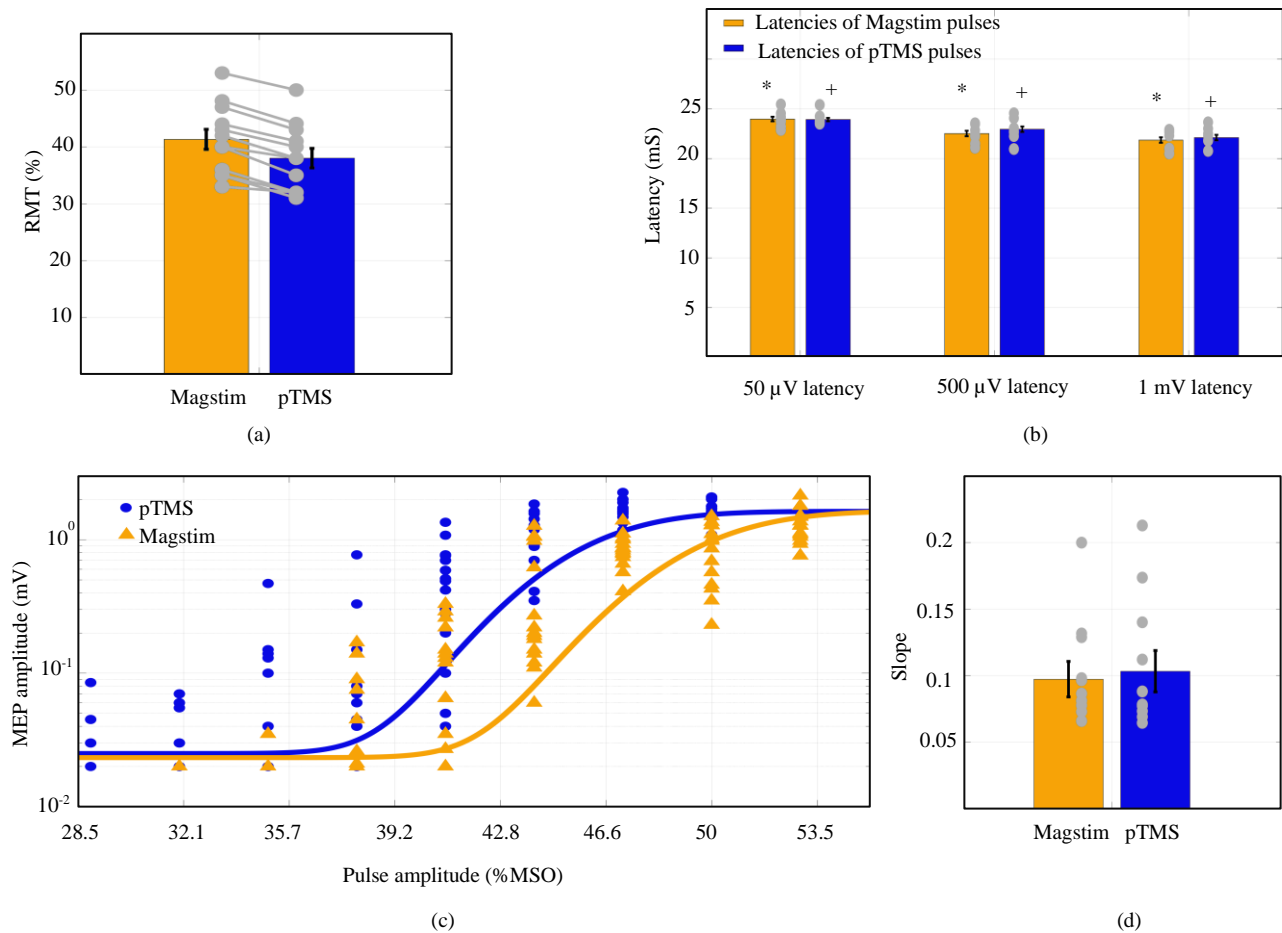 50
40
30
20
10
RMT (%)
Magstim pTMS
(a)
Latencies of Magstim pulses
Latencies of pTMS pulses
* + * + * +
25
20
15
10
5
Latency (mS)
50 µV latency 500 µV latency 1 mV latency
(b)
pTMS
Magstim
10^0
10^-1
10^-2
MEP amplitude (mV)
28.5 32.1 35.7 39.2 42.8 46.6 50 53.5
Pulse amplitude (%MSO)
(c)
0.2
0.15
0.1
0.05
Slope
Magstim pTMS
(d)